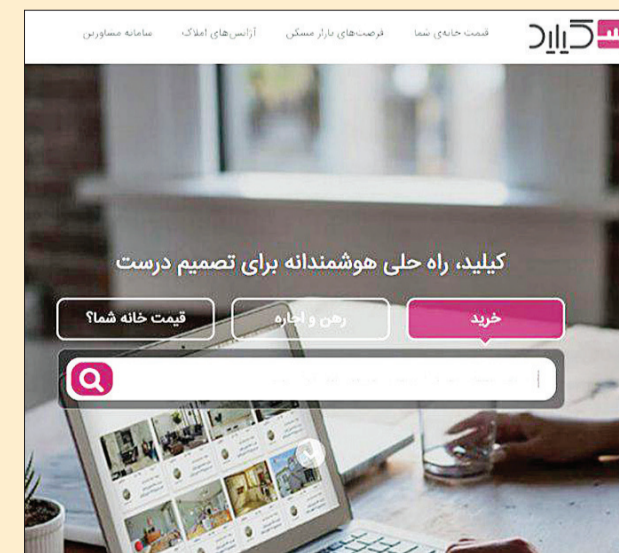 کیلید
قیمت خانه‌ی شما فرصت‌های بازار مسکن آژانس‌های املاک سامانه مشاورین
کیلید، راه حلی هوشمندانه برای تصمیم درست
خرید رهن و اجاره قیمت خانه شما؟